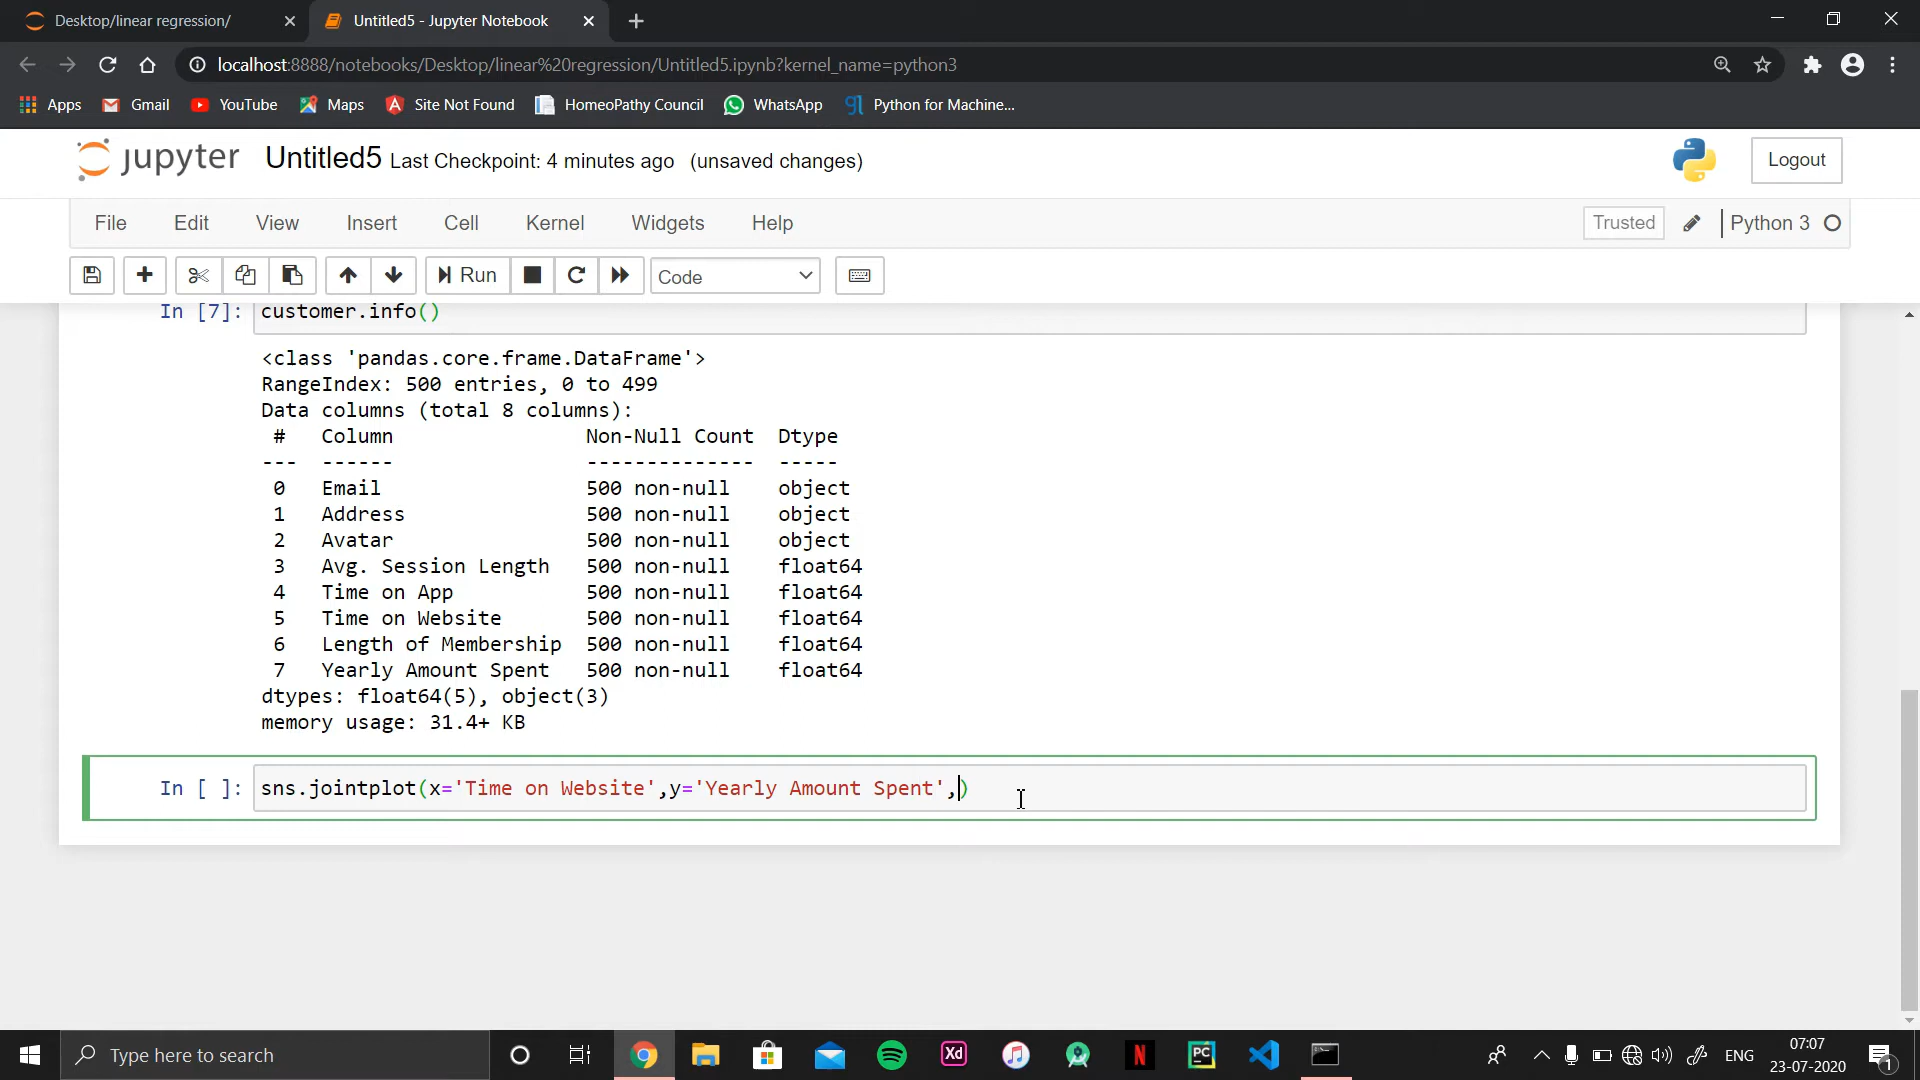 Desktop/linear regression/
Untitled5 - Jupyter Notebook
localhost:8888/notebooks/Desktop/linear%20regression/Untitled5.ipynb?kernel_name=python3
Apps Gmail YouTube Maps Site Not Found HomeoPathy Council WhatsApp Python for Machine...
jupyter Untitled5 Last Checkpoint: 4 minutes ago (unsaved changes) Logout
File Edit View Insert Cell Kernel Widgets Help Trusted Python 3
Run Code
In [7]: customer.info()
<class 'pandas.core.frame.DataFrame'>
RangeIndex: 500 entries, 0 to 499
Data columns (total 8 columns):
# Column Non-Null Count Dtype
--- ------ -------------- -----
0 Email 500 non-null object
1 Address 500 non-null object
2 Avatar 500 non-null object
3 Avg. Session Length 500 non-null float64
4 Time on App 500 non-null float64
5 Time on Website 500 non-null float64
6 Length of Membership 500 non-null float64
7 Yearly Amount Spent 500 non-null float64
dtypes: float64(5), object(3)
memory usage: 31.4+ KB
In [ ]: sns.jointplot(x='Time on Website',y='Yearly Amount Spent',)
Type here to search
Xd
N
PC
ENG
07:07
23-07-2020
1